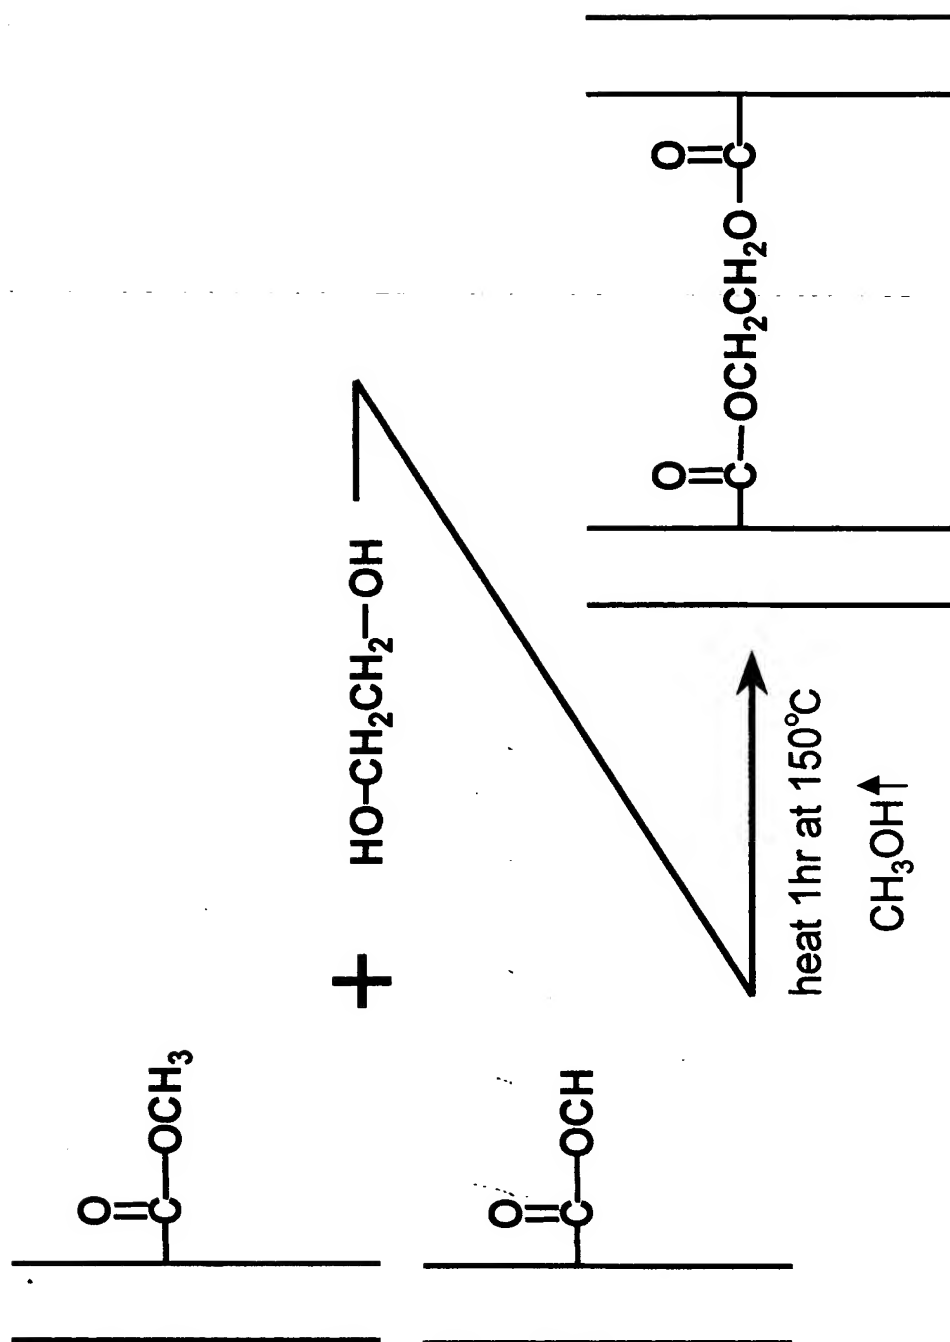 O
C—OCH₃
+ HO–CH₂CH₂–OH
O
C—OCH
O O
C–OCH₂CH₂O–C
heat 1hr at 150°C
CH₃OH↑